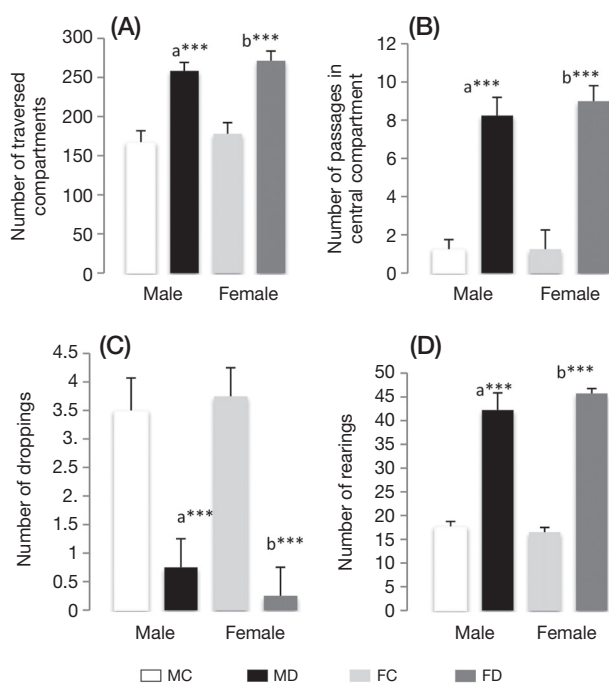 (A)
Number of traversed
compartments
300
250
200
150
100
50
0
a***
b***
Male
Female
(B)
Number of passages in
central compartment
12
10
8
6
4
2
0
a***
b***
Male
Female
(C)
Number of droppings
4.5
4
3.5
3
2.5
2
1.5
1
0.5
0
a***
b***
Male
Female
(D)
Number of rearings
50
45
40
35
30
25
20
15
10
5
0
a***
b***
Male
Female
MC
MD
FC
FD